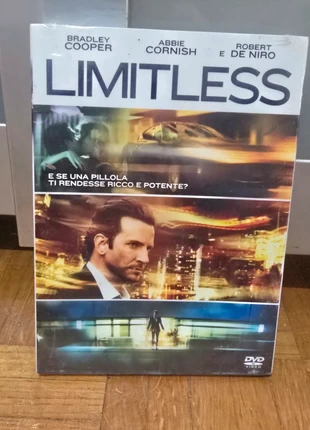 BRADLEY COOPER
ABBIE CORNISH
E ROBERT DE NIRO
LIMITLESS
E SE UNA PILLOLA
TI RENDESSE RICCO E POTENTE?
DVD
VIDEO